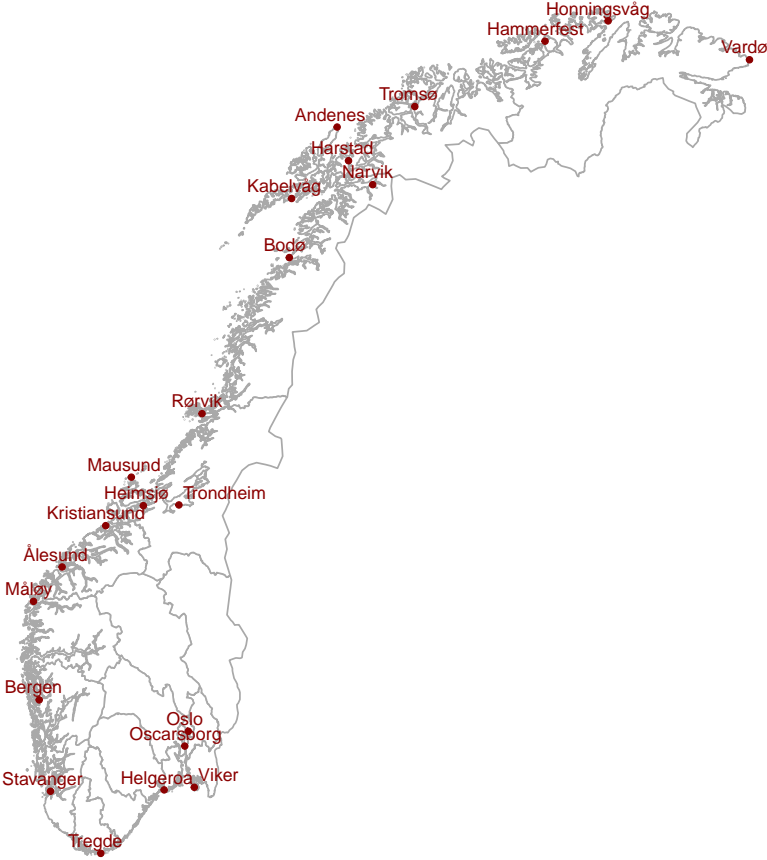 Honningsvåg
Hammerfest
Vardø
Tromsø
Andenes
Harstad
Narvik
Kabelvåg
Bodø
Rørvik
Mausund
Heimsjø
Trondheim
Kristiansund
Ålesund
Måløy
Bergen
Oslo
Oscarsborg
Stavanger
Helgeroa
Viker
Tregde